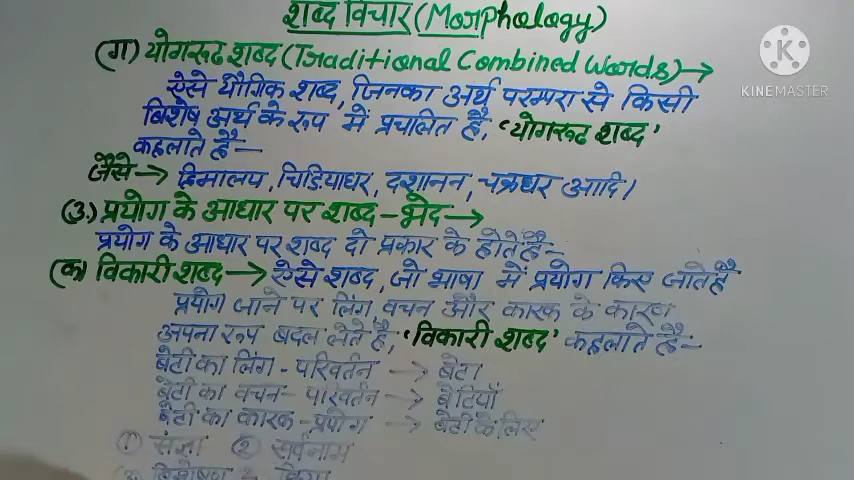 शब्द विचार (Morphology)
(ग) योगरूढ शब्द (Traditional Combined Words) →
ऐसे यौगिक शब्द, जिनका अर्थ परम्परा से किसी
विशेष अर्थ के रुप में प्रचलित है, 'योगरूढ शब्द'
कहलाते है —
जैसे → हिमालय, चिडियाघर, दशानन, चक्रधर आदि।
(3.) प्रयोग के आधार पर शब्द - भेद →
प्रयोग के आधार पर शब्द दो प्रकार के होते है —
(क) विकारी शब्द → ऐसे शब्द, जो भाषा में प्रयोग किए जाते है
प्रयोग जाने पर लिंग, वचन और कारक के कारण
अपना रुप बदल लेते है, 'विकारी शब्द' कहलाते है —
बेटी का लिंग - परिवर्तन → बेटा
बेटी का वचन - परिवर्तन → बेटियाँ
बेटी का कारक - प्रयोग → बेटी के लिए
① संज्ञा ② सर्वनाम
③ विशेषण क्रिया
KINEMASTER